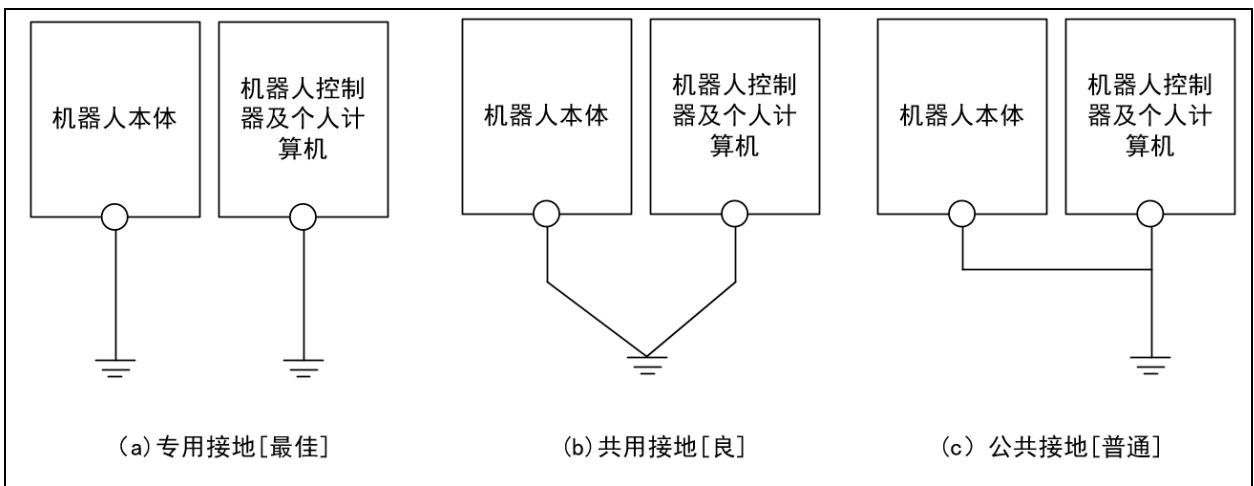 机器人本体
机器人控制
器及个人计
算机
机器人本体
机器人控制
器及个人计
算机
机器人本体
机器人控制
器及个人计
算机
(a)专用接地[最佳]
(b)共用接地[良]
(c) 公共接地[普通]